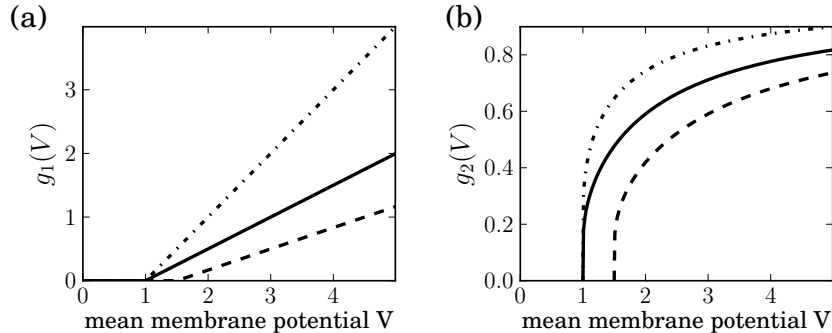 (a)
g₁(V)
3
2
1
0
0 1 2 3 4
mean membrane potential V
(b)
g₂(V)
0.8
0.6
0.4
0.2
0.0
0 1 2 3 4
mean membrane potential V